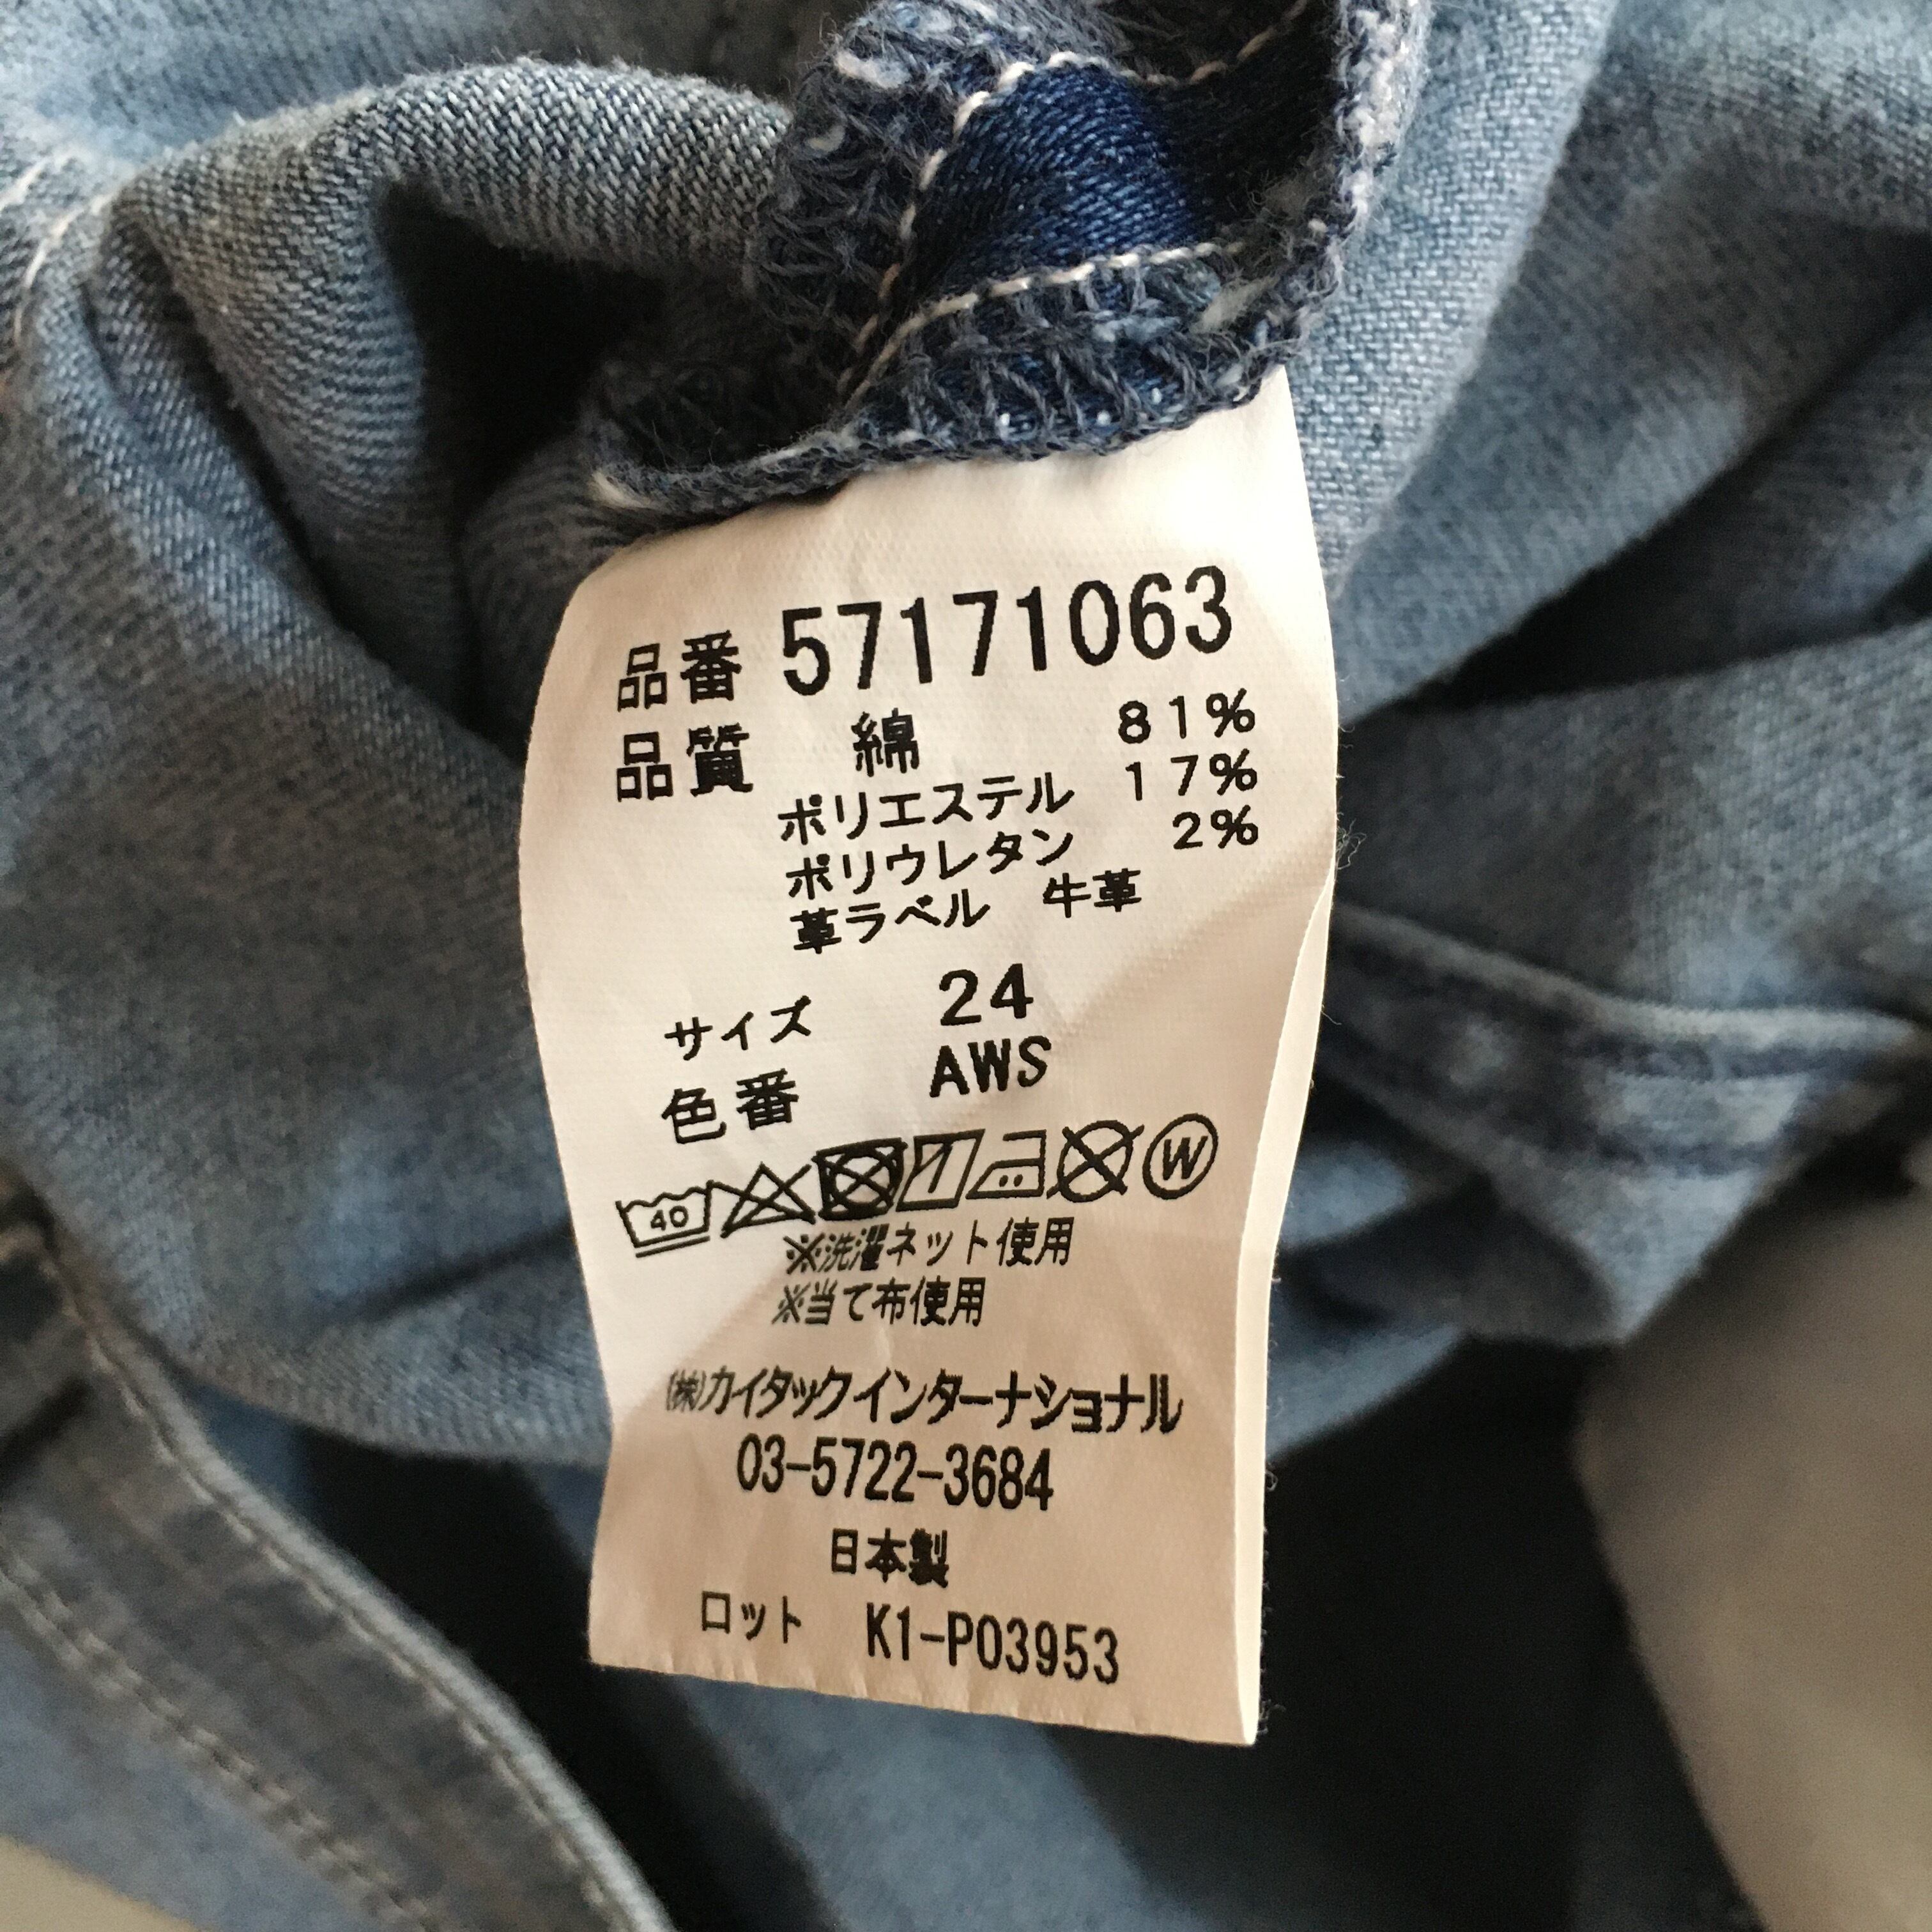 品番 57171063
品質 綿 81%
ポリエステル 17%
ポリウレタン 2%
革ラベル 牛革
サイズ 24
色番 AWS
40 W
※洗濯ネット使用
※当て布使用
(株)カイタックインターナショナル
03-5722-3684
日本製
ロット K1-P03953